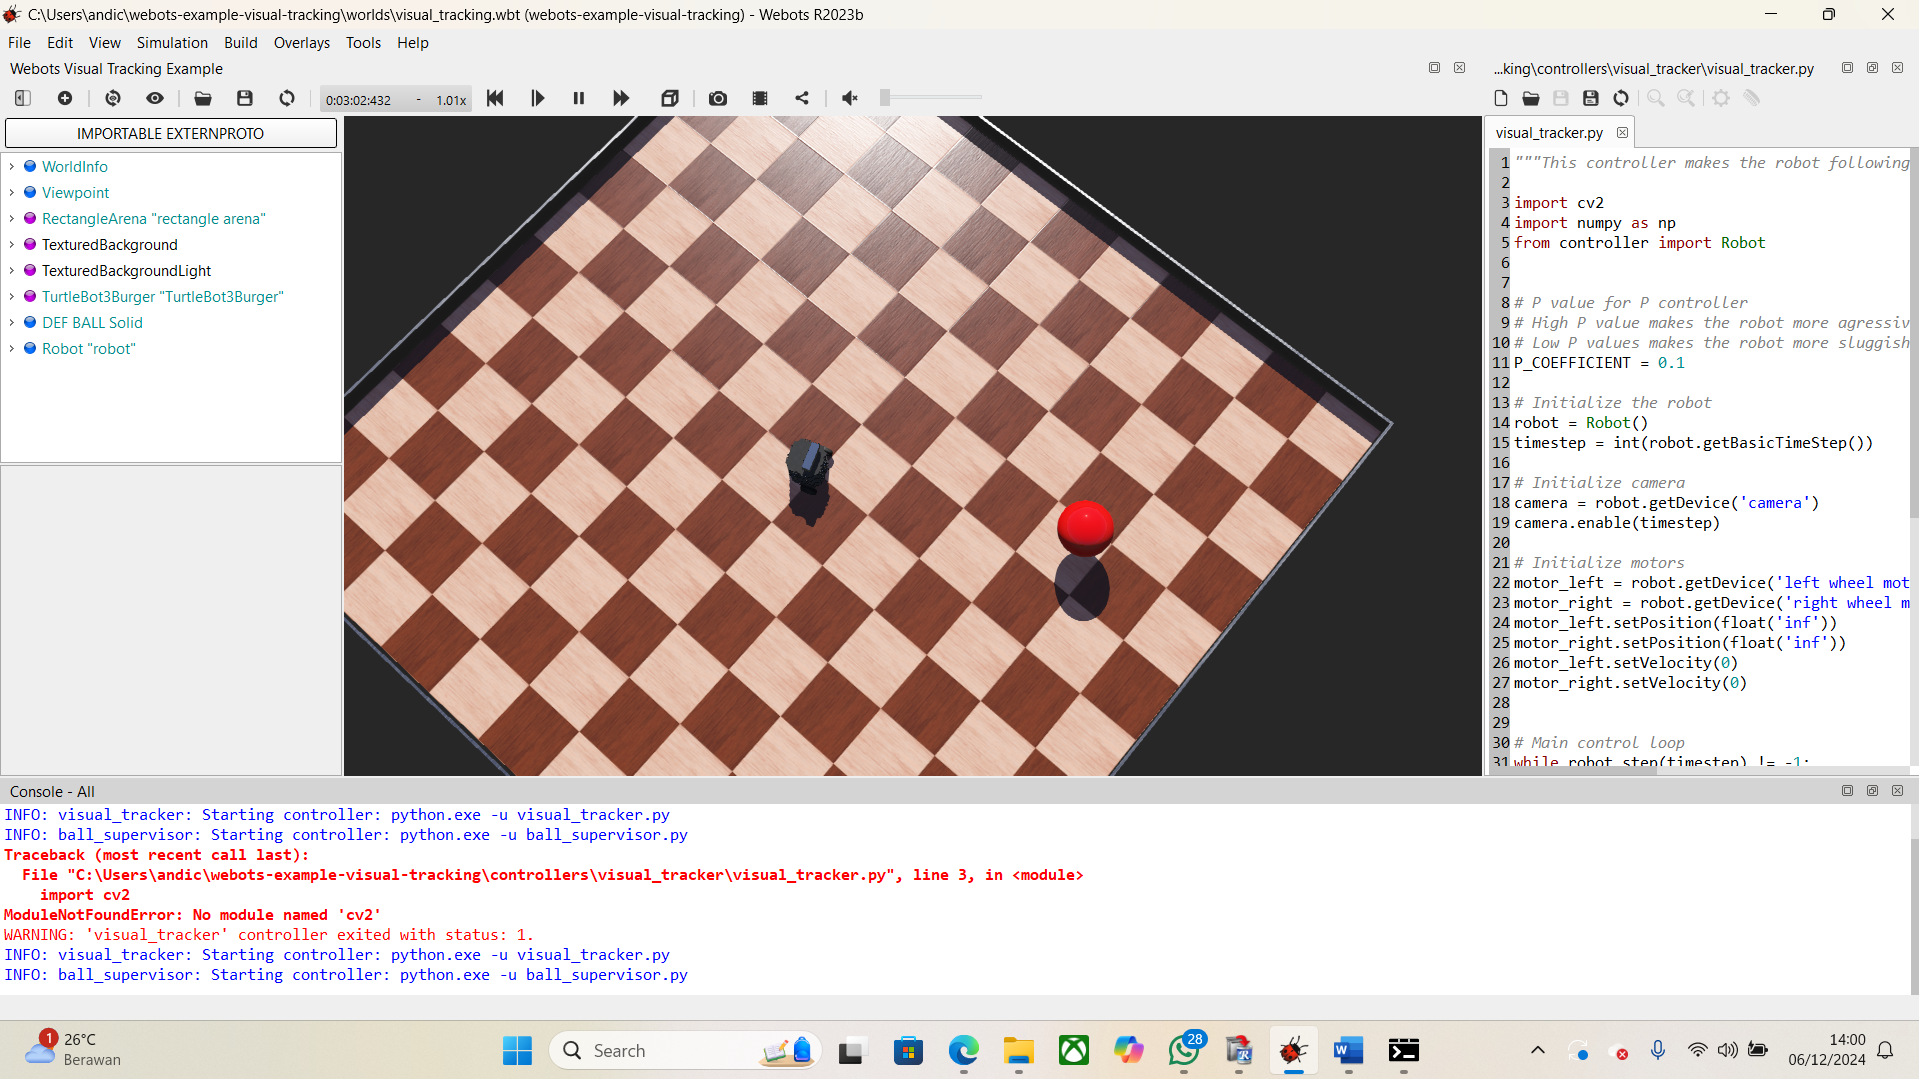 C:\Users\andic\webots-example-visual-tracking\worlds\visual_tracking.wbt (webots-example-visual-tracking) - Webots R2023b
File Edit View Simulation Build Overlays Tools Help
Webots Visual Tracking Example
...king\controllers\visual_tracker\visual_tracker.py
0:03:02:432 - 1.01x
IMPORTABLE EXTERNPROTO
WorldInfo
Viewpoint
RectangleArena "rectangle arena"
TexturedBackground
TexturedBackgroundLight
TurtleBot3Burger "TurtleBot3Burger"
DEF BALL Solid
Robot "robot"
visual_tracker.py
1 """This controller makes the robot following
2
3 import cv2
4 import numpy as np
5 from controller import Robot
6
7
8 # P value for P controller
9 # High P value makes the robot more agressiv
10 # Low P values makes the robot more sluggish
11 P_COEFFICIENT = 0.1
12
13 # Initialize the robot
14 robot = Robot()
15 timestep = int(robot.getBasicTimeStep())
16
17 # Initialize camera
18 camera = robot.getDevice('camera')
19 camera.enable(timestep)
20
21 # Initialize motors
22 motor_left = robot.getDevice('left wheel mot
23 motor_right = robot.getDevice('right wheel m
24 motor_left.setPosition(float('inf'))
25 motor_right.setPosition(float('inf'))
26 motor_left.setVelocity(0)
27 motor_right.setVelocity(0)
28
29
30 # Main control loop
31 while robot.step(timestep) != -1:
Console - All
INFO: visual_tracker: Starting controller: python.exe -u visual_tracker.py
INFO: ball_supervisor: Starting controller: python.exe -u ball_supervisor.py
Traceback (most recent call last):
File "C:\Users\andic\webots-example-visual-tracking\controllers\visual_tracker\visual_tracker.py", line 3, in <module>
import cv2
ModuleNotFoundError: No module named 'cv2'
WARNING: 'visual_tracker' controller exited with status: 1.
INFO: visual_tracker: Starting controller: python.exe -u visual_tracker.py
INFO: ball_supervisor: Starting controller: python.exe -u ball_supervisor.py
1
26°C
Berawan
Search
28
14:00
06/12/2024